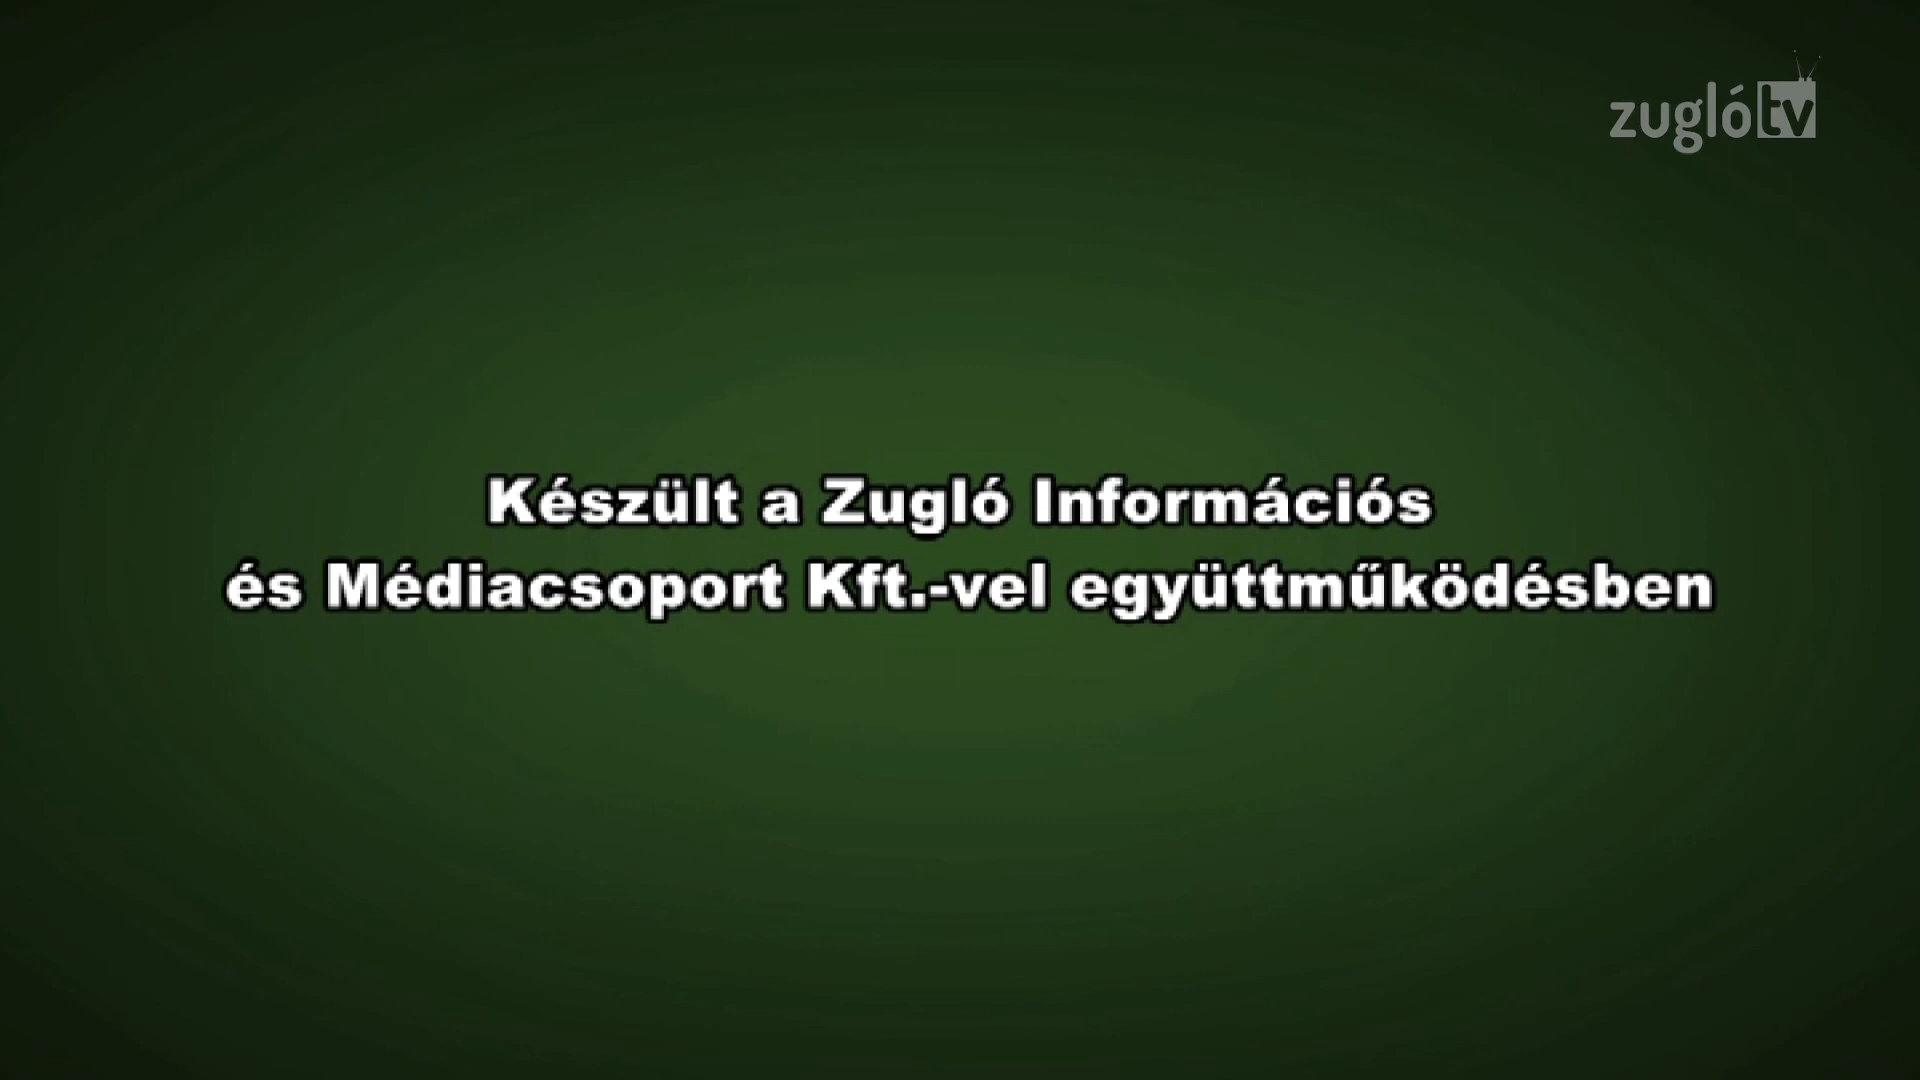 zuglótv
Készült a Zugló Információs
és Médiacsoport Kft.-vel együttműködésben